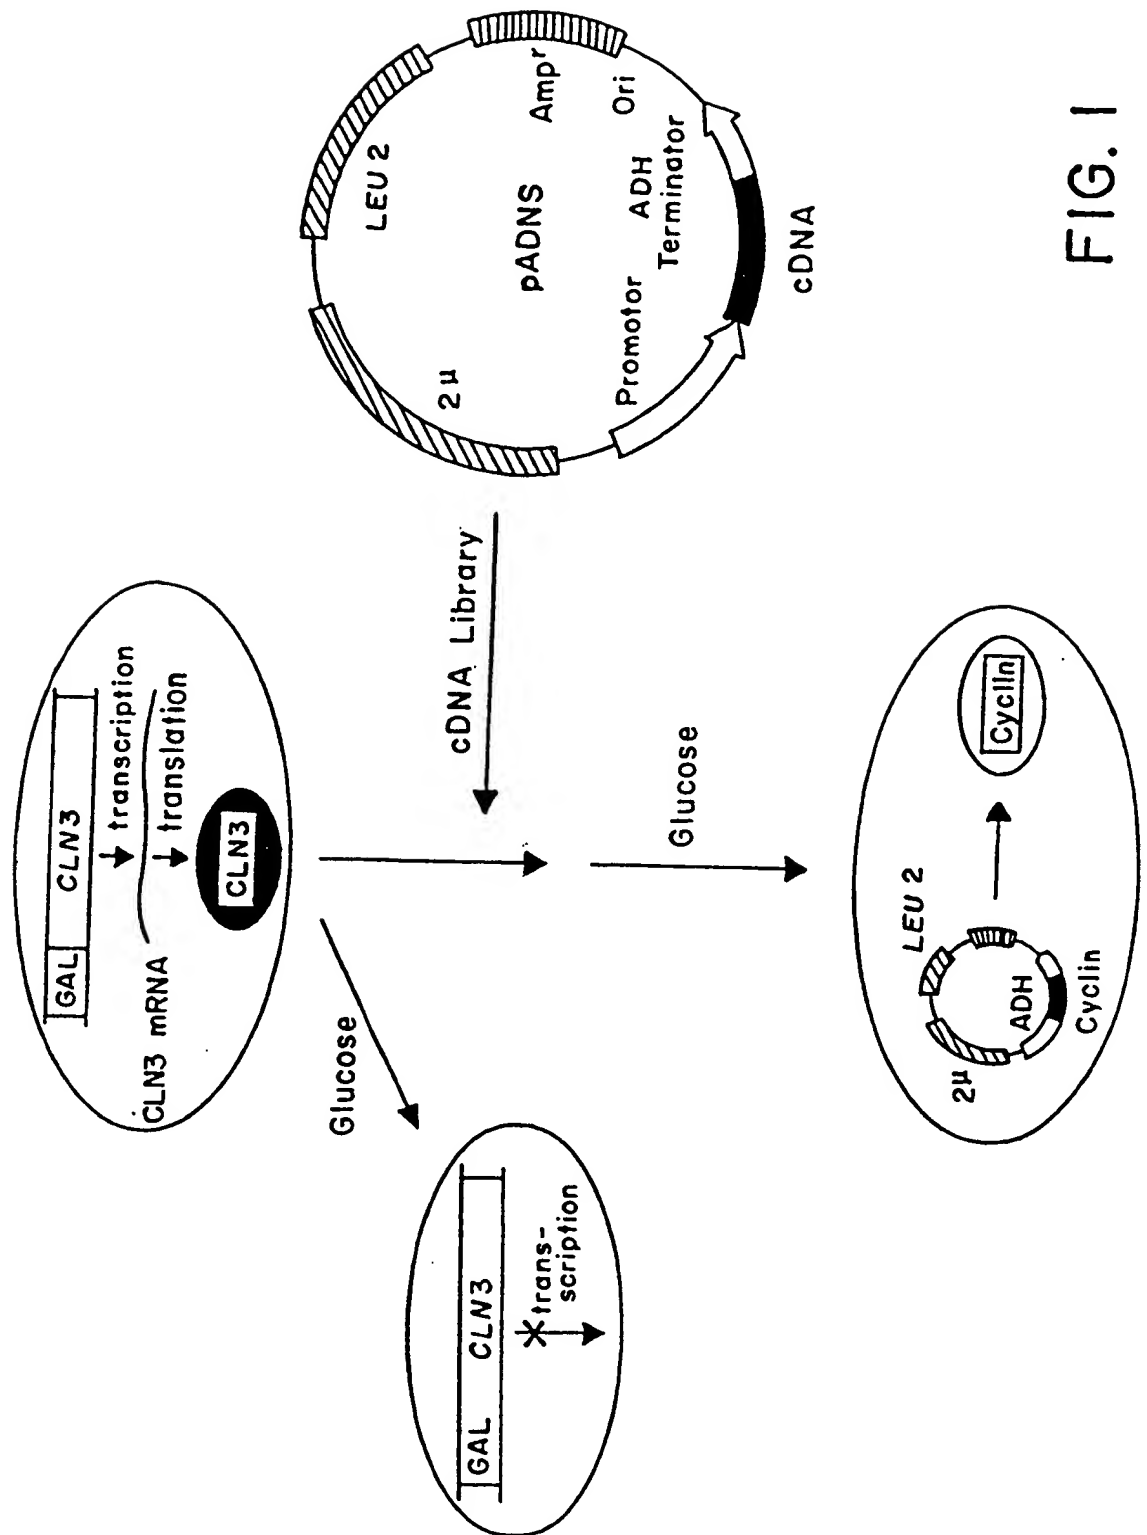 GAL CLN3
transcription
CLN3 mRNA
translation
CLN3
Glucose
GAL CLN3
trans-
scription
cDNA Library
Glucose
LEU 2
2μ
pADNS
Ampʳ
Ori
Promotor
ADH
Terminator
cDNA
LEU 2
2μ
ADH
Cyclin
Cyclin
FIG. 1